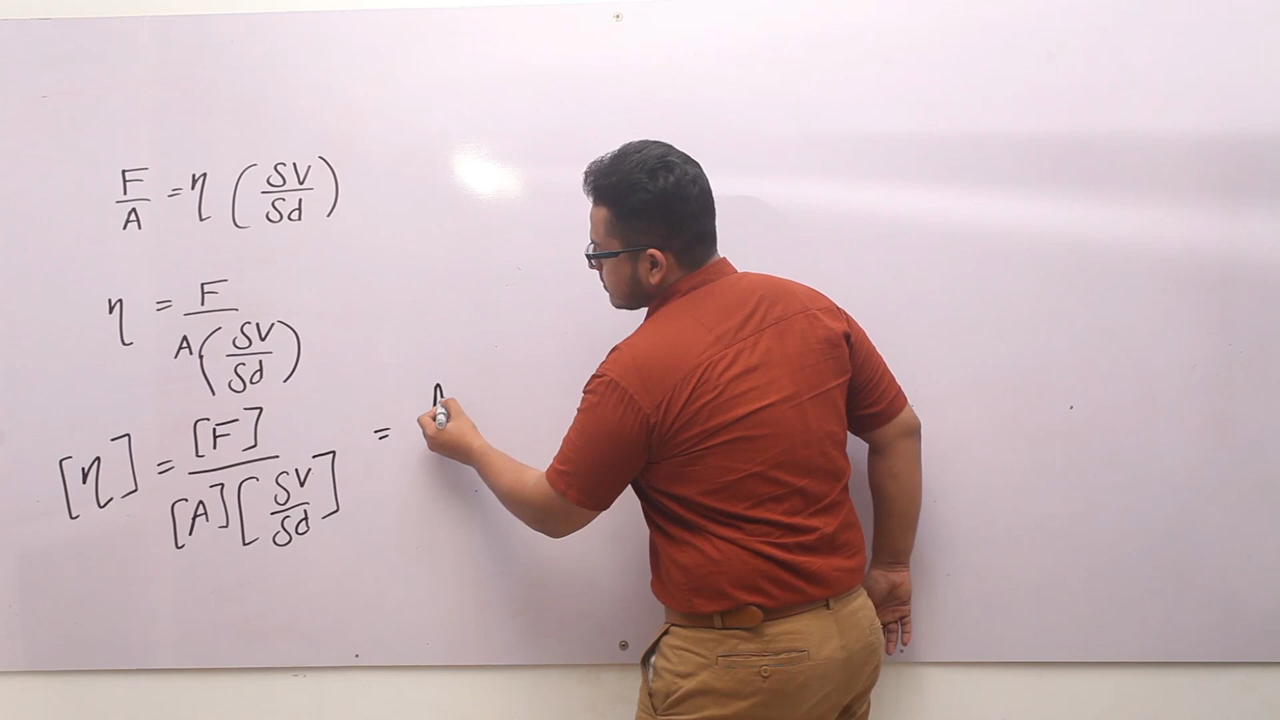 F/A = η (δV/δd)
η = F / A(δV/δd)
[η] = [F] / [A][δV/δd] =